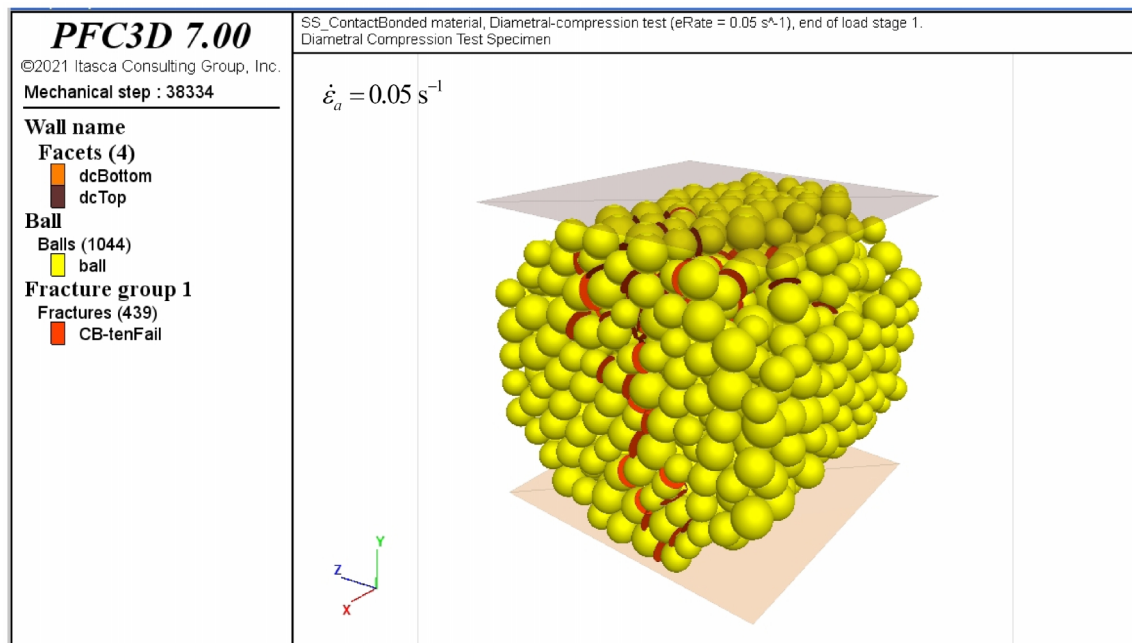 PFC3D 7.00
©2021 Itasca Consulting Group, Inc.
Mechanical step : 38334
Wall name
Facets (4)
dcBottom
dcTop
Ball
Balls (1044)
ball
Fracture group 1
Fractures (439)
CB-tenFail
SS_ContactBonded material, Diametral-compression test (eRate = 0.05 s^-1), end of load stage 1.
Diametral Compression Test Specimen
ε̇ₐ = 0.05 s⁻¹
Y
Z
X